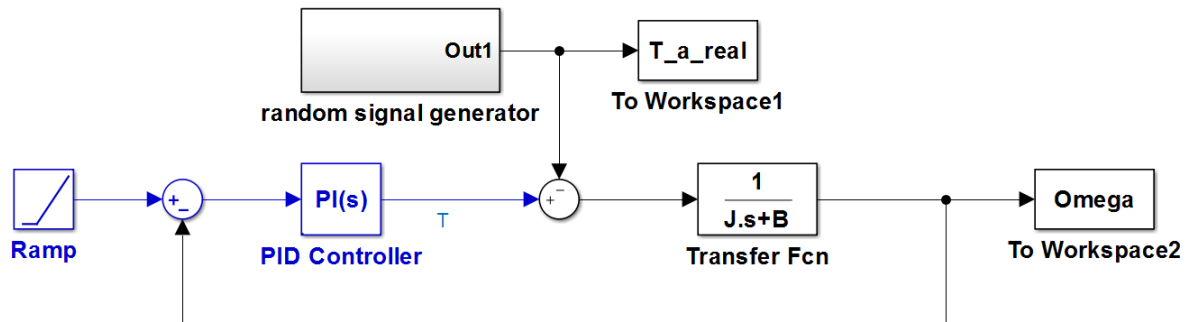 Out1
T_a_real
random signal generator
To Workspace1
+
−
PI(s)
T
−
+
1
J.s+B
Omega
Ramp
PID Controller
Transfer Fcn
To Workspace2